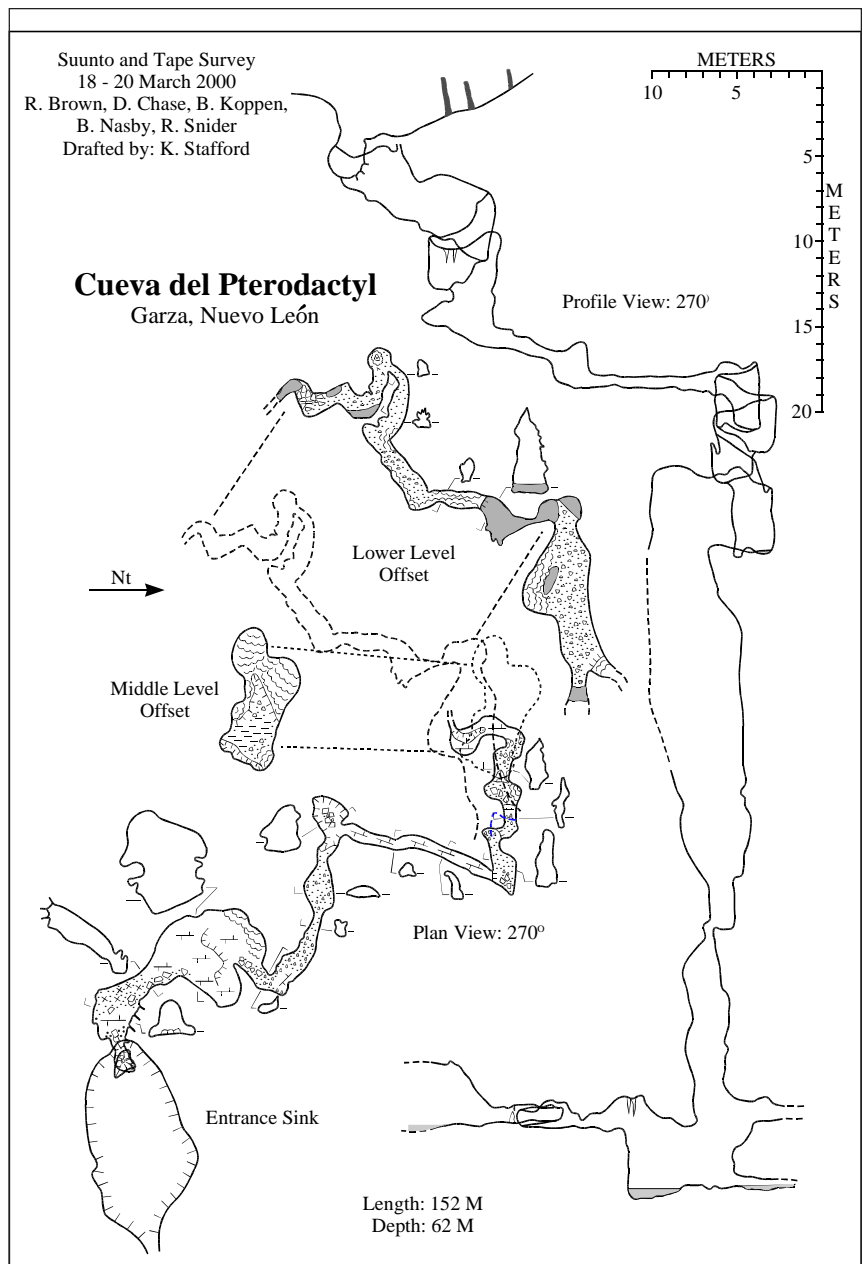 Suunto and Tape Survey
18 - 20 March 2000
R. Brown, D. Chase, B. Koppen,
B. Nasby, R. Snider
Drafted by: K. Stafford
METERS
10 5
5
10
15
20
METERS
Cueva del Pterodactyl
Garza, Nuevo León
Profile View: 270⁾
Lower Level
Offset
Nt
Middle Level
Offset
Plan View: 270°
Entrance Sink
Length: 152 M
Depth: 62 M